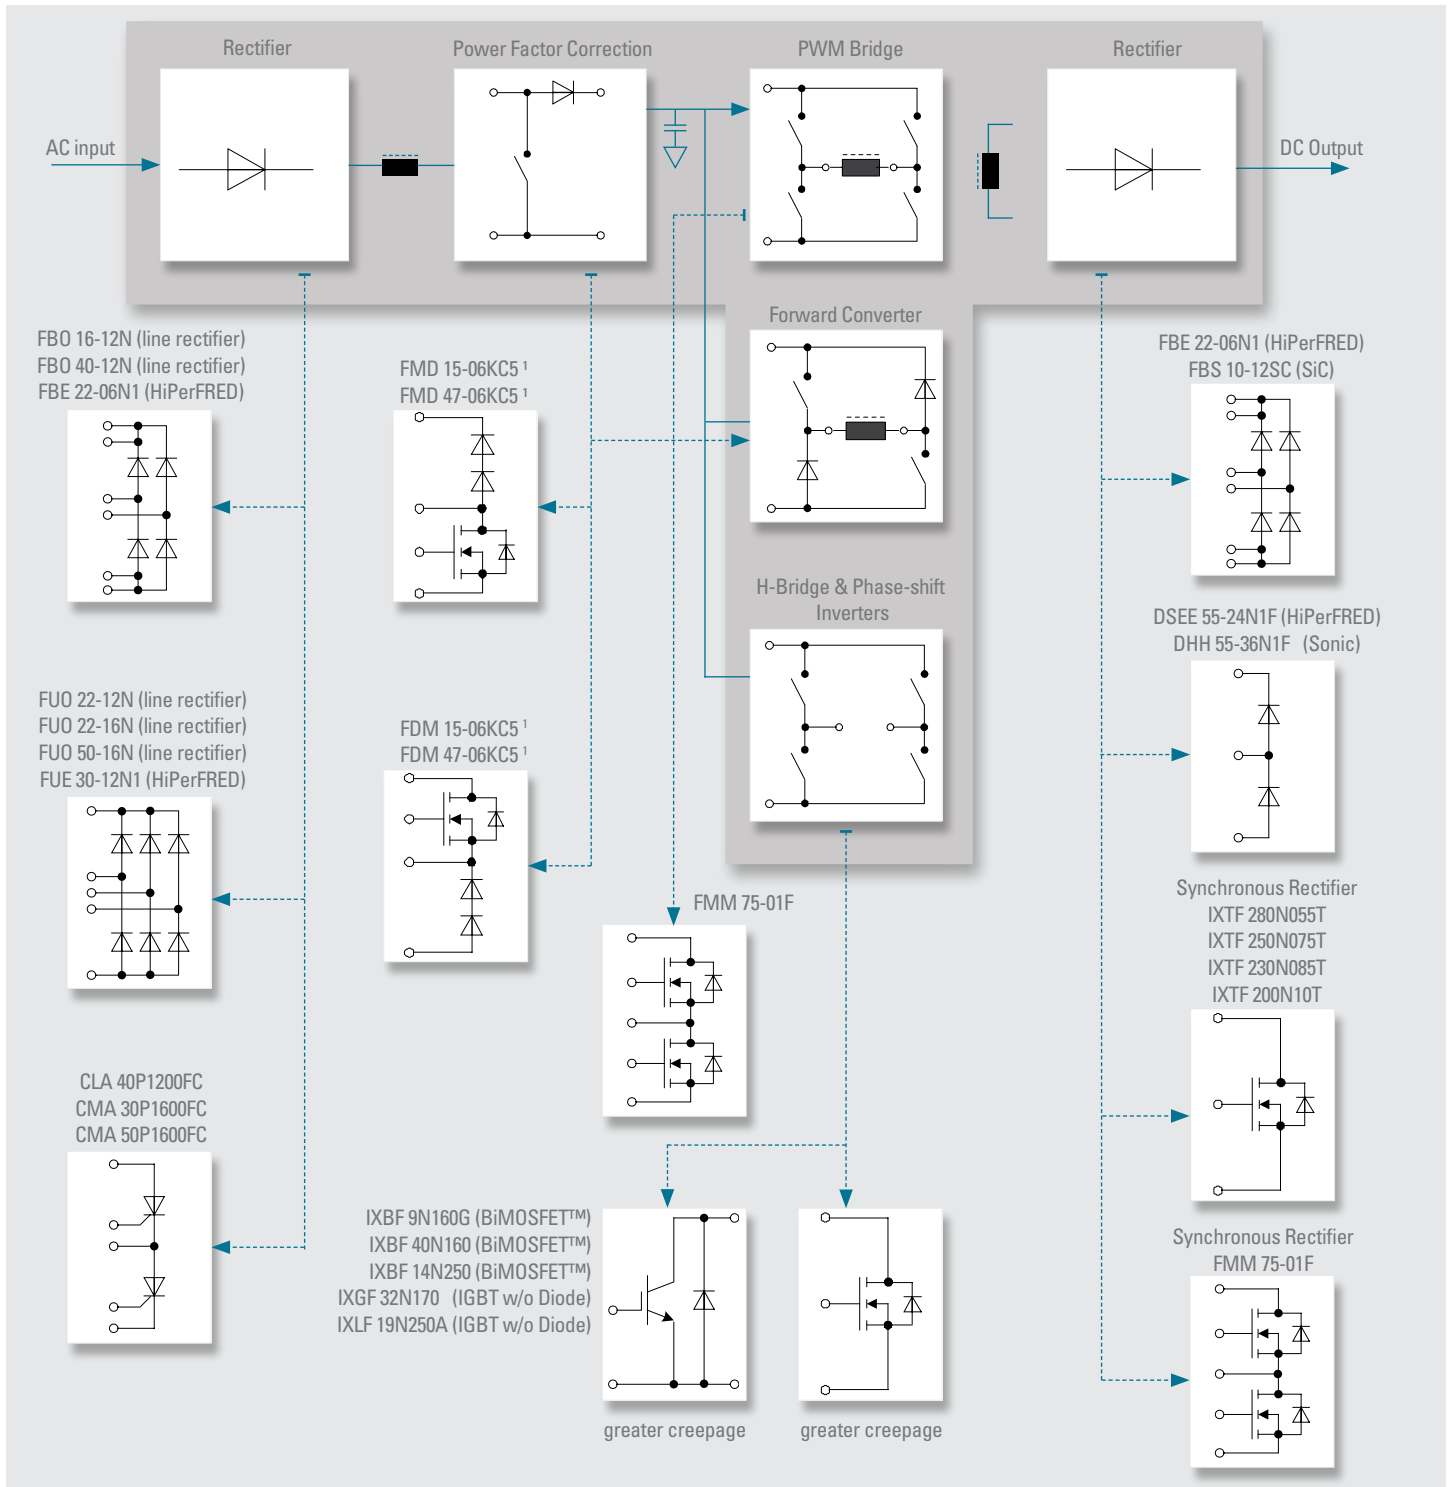 Rectifier
Power Factor Correction
PWM Bridge
Rectifier
AC input
DC Output
Forward Converter
FBO 16-12N (line rectifier)
FBO 40-12N (line rectifier)
FBE 22-06N1 (HiPerFRED)
FMD 15-06KC5 ¹
FMD 47-06KC5 ¹
FBE 22-06N1 (HiPerFRED)
FBS 10-12SC (SiC)
H-Bridge & Phase-shift
Inverters
DSEE 55-24N1F (HiPerFRED)
DHH 55-36N1F (Sonic)
FUO 22-12N (line rectifier)
FUO 22-16N (line rectifier)
FUO 50-16N (line rectifier)
FUE 30-12N1 (HiPerFRED)
FDM 15-06KC5 ¹
FDM 47-06KC5 ¹
FMM 75-01F
Synchronous Rectifier
IXTF 280N055T
IXTF 250N075T
IXTF 230N085T
IXTF 200N10T
CLA 40P1200FC
CMA 30P1600FC
CMA 50P1600FC
IXBF 9N160G (BiMOSFET™)
IXBF 40N160 (BiMOSFET™)
IXBF 14N250 (BiMOSFET™)
IXGF 32N170 (IGBT w/o Diode)
IXLF 19N250A (IGBT w/o Diode)
greater creepage
greater creepage
Synchronous Rectifier
FMM 75-01F